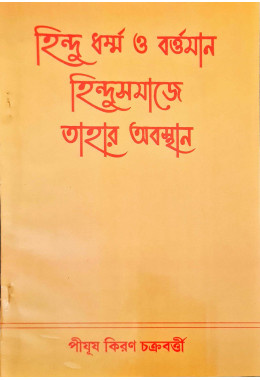 হিন্দু ধর্ম্ম ও বর্ত্তমান
হিন্দুসমাজে
তাহার অবস্থান
পীযূষ কিরণ চক্রবর্ত্তী